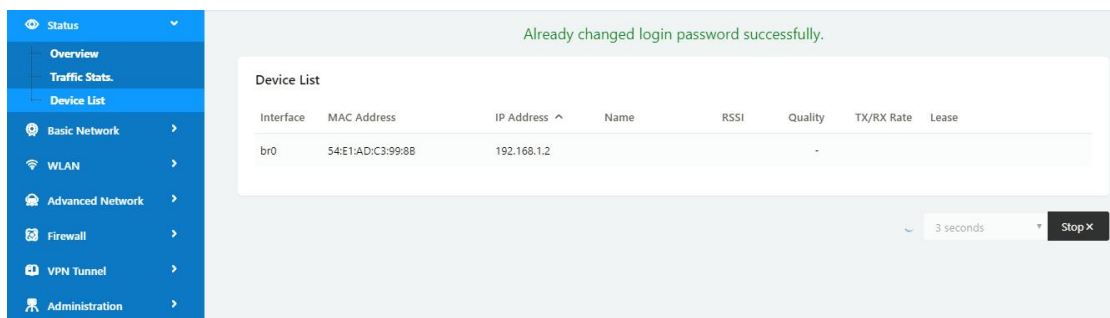 Status
Overview
Traffic Stats.
Device List
Basic Network
WLAN
Advanced Network
Firewall
VPN Tunnel
Administration
Already changed login password successfully.
Device List
Interface MAC Address IP Address Name RSSI Quality TX/RX Rate Lease
br0 54:E1:AD:C3:99:8B 192.168.1.2 -
3 seconds Stop ×